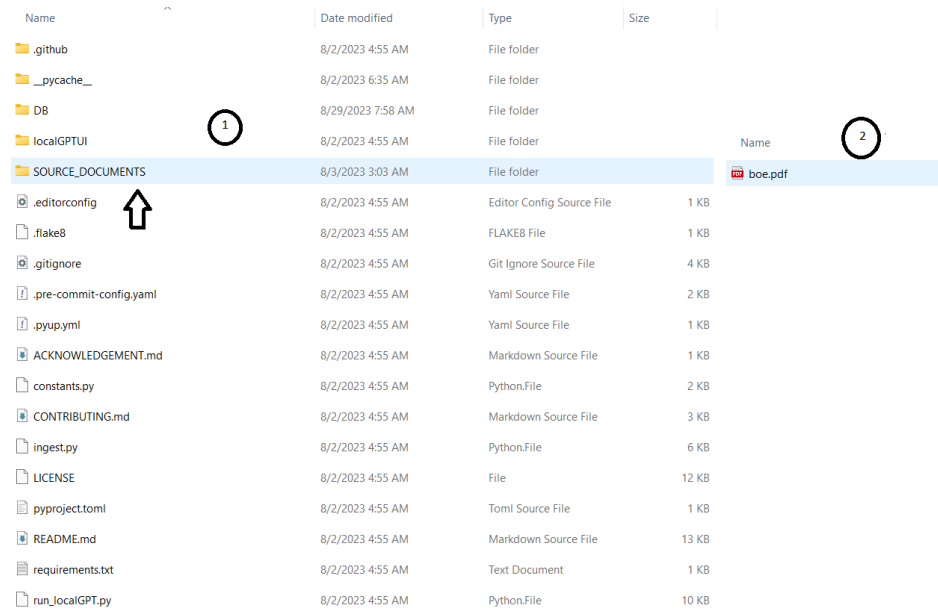 Name Date modified Type Size
.github 8/2/2023 4:55 AM File folder
__pycache__ 8/2/2023 6:35 AM File folder
DB 8/29/2023 7:58 AM File folder
localGPTUI 8/2/2023 4:55 AM File folder
SOURCE_DOCUMENTS 8/3/2023 3:03 AM File folder
.editorconfig 8/2/2023 4:55 AM Editor Config Source File 1 KB
.flake8 8/2/2023 4:55 AM FLAKE8 File 1 KB
.gitignore 8/2/2023 4:55 AM Git Ignore Source File 4 KB
.pre-commit-config.yaml 8/2/2023 4:55 AM Yaml Source File 2 KB
.pyup.yml 8/2/2023 4:55 AM Yaml Source File 1 KB
ACKNOWLEDGEMENT.md 8/2/2023 4:55 AM Markdown Source File 1 KB
constants.py 8/2/2023 4:55 AM Python.File 2 KB
CONTRIBUTING.md 8/2/2023 4:55 AM Markdown Source File 3 KB
ingest.py 8/2/2023 4:55 AM Python.File 6 KB
LICENSE 8/2/2023 4:55 AM File 12 KB
pyproject.toml 8/2/2023 4:55 AM Toml Source File 1 KB
README.md 8/2/2023 4:55 AM Markdown Source File 13 KB
requirements.txt 8/2/2023 4:55 AM Text Document 1 KB
run_localGPT.py 8/2/2023 4:55 AM Python.File 10 KB
1
2
Name
PDF boe.pdf